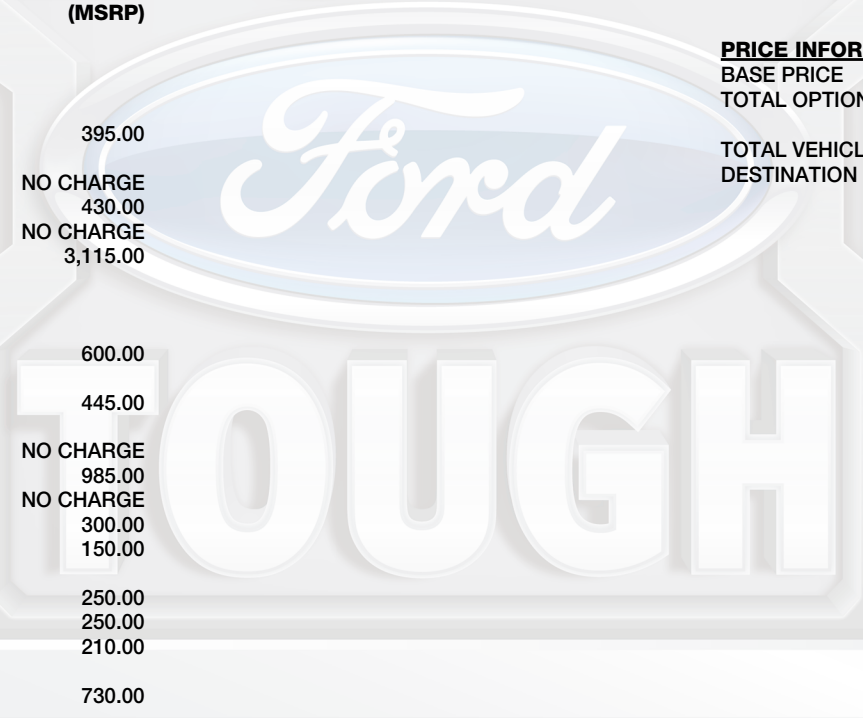 (MSRP)
395.00
NO CHARGE
430.00
NO CHARGE
3,115.00
600.00
445.00
NO CHARGE
985.00
NO CHARGE
300.00
150.00
250.00
250.00
210.00
730.00
PRICE INFOR
BASE PRICE
TOTAL OPTION
TOTAL VEHICL
DESTINATION
Ford
TOUGH